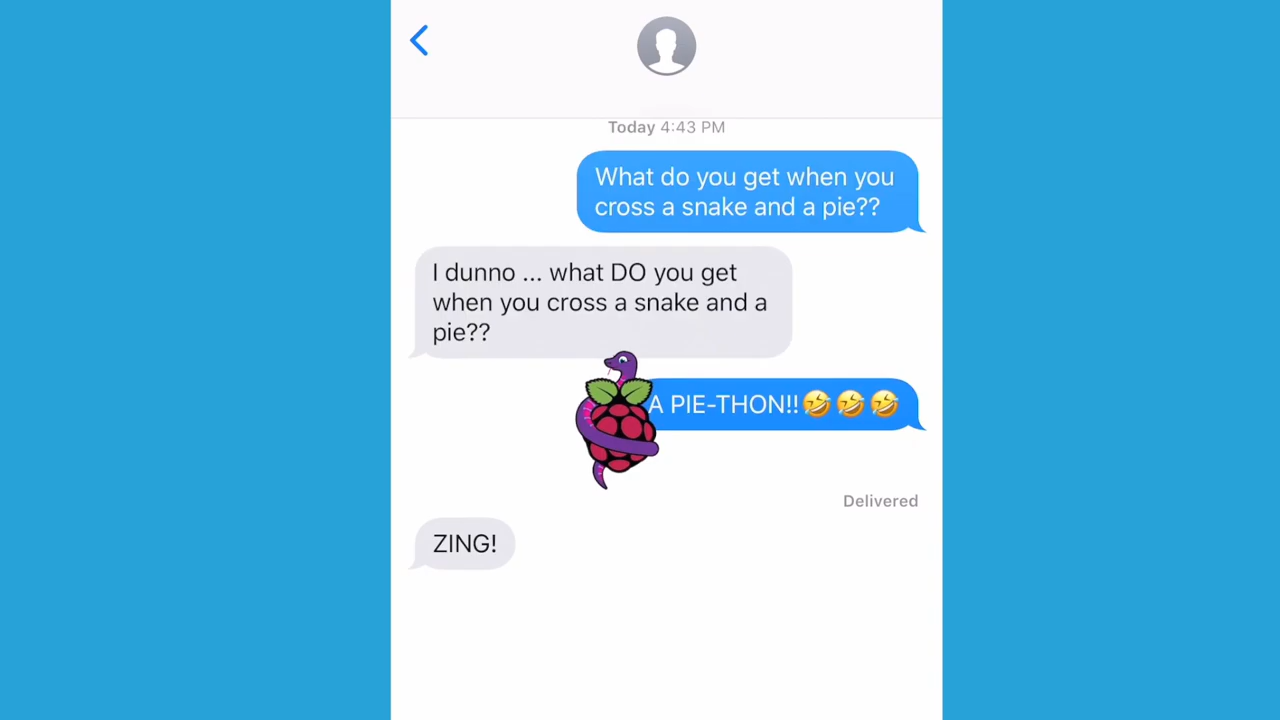 Today 4:43 PM
What do you get when you
cross a snake and a pie??
I dunno ... what DO you get
when you cross a snake and a
pie??
A PIE-THON!!🤣🤣🤣
Delivered
ZING!